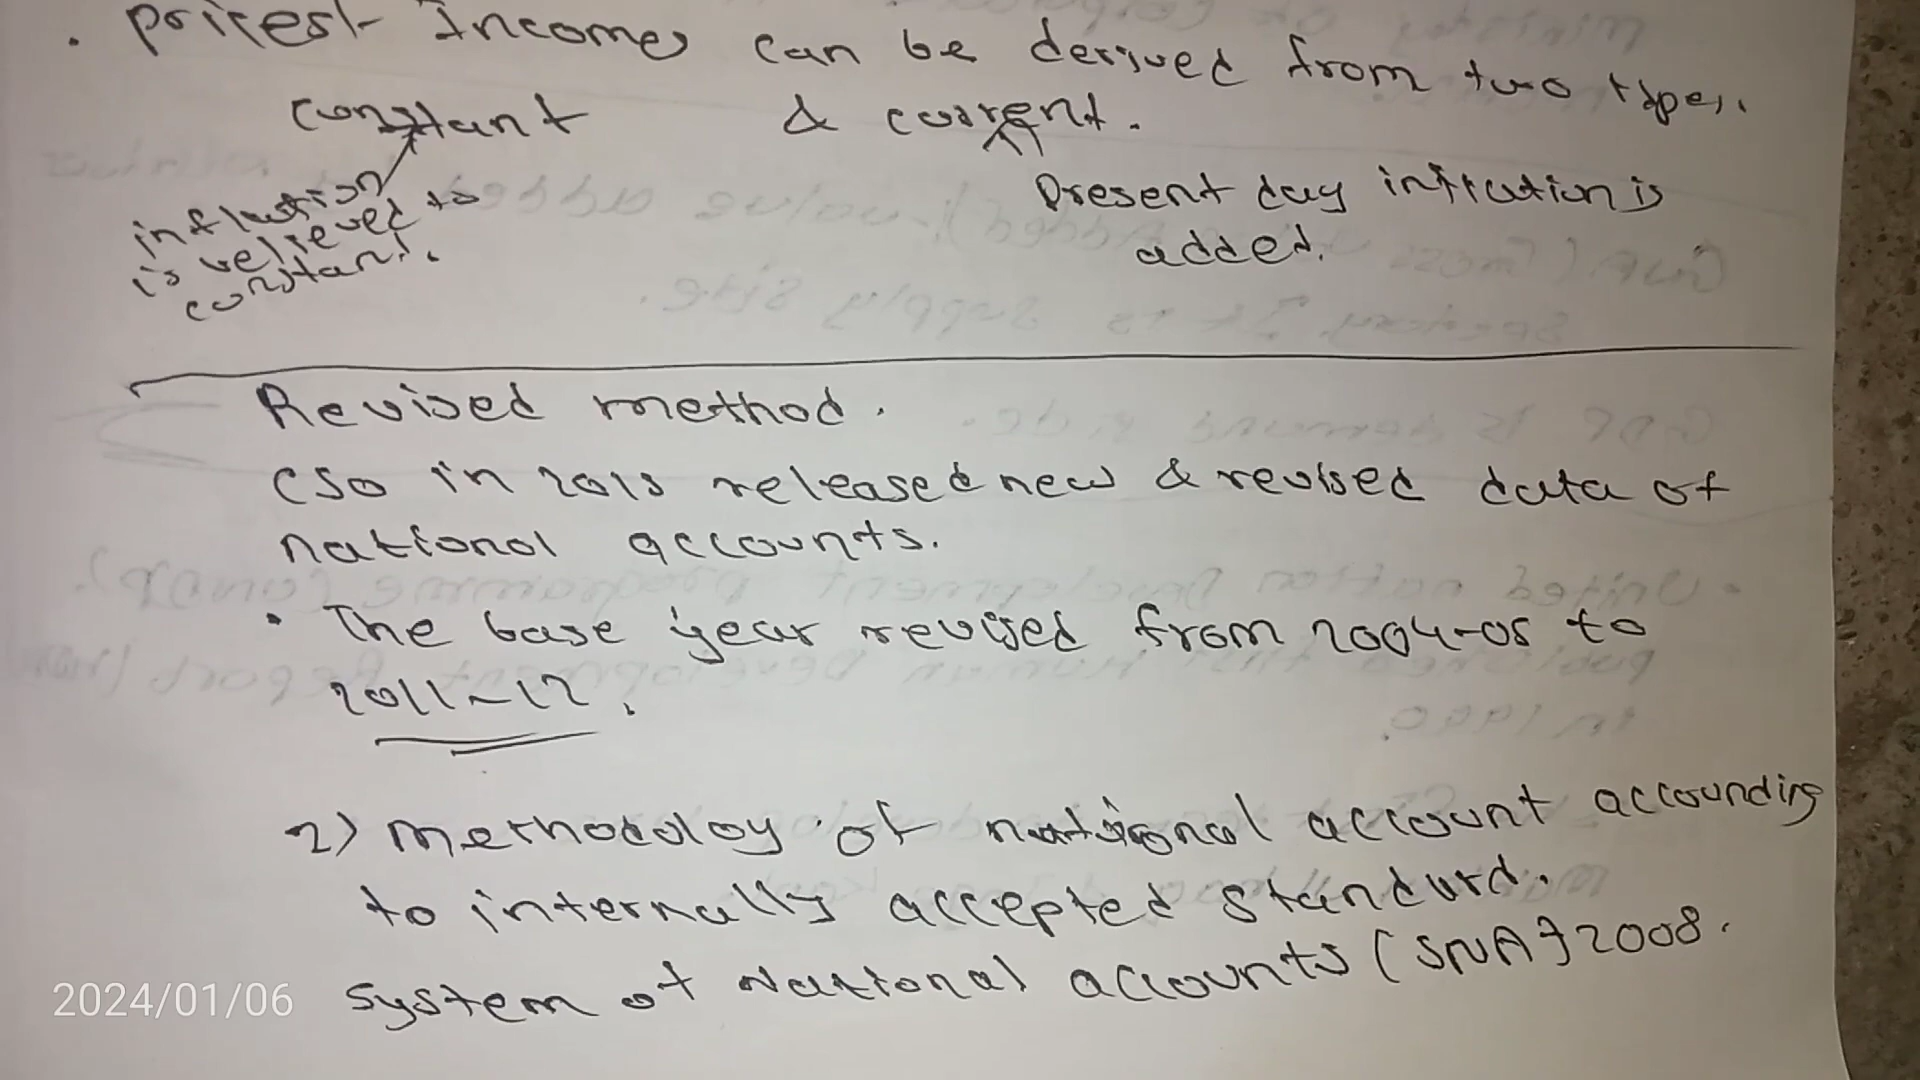 . Prices:- Incomes can be derived from two types.
constant & current.
inflation
is relieved to
constant.
Present day inflation is
added.
Revised method.
CSO in 2015 released new & revised data of
national accounts.
• The base year revised from 2004-05 to
2011-12.
2) Methodoloy of national account accounding
to internally accepted standard.
System of National accounts (SNA) 2008.
2024/01/06